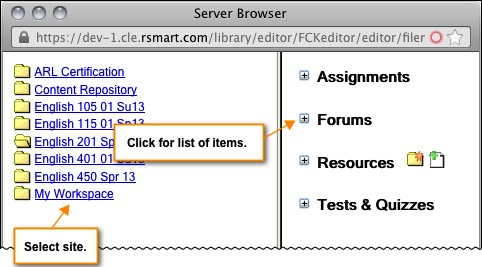 Server Browser
https://dev-1.cle.rsmart.com/library/editor/FCKeditor/editor/filer
ARL Certification
Content Repository
English 105 01 Su13
English 115 01 Sp13
English 201 Sp
English 401 01 Su13
English 450 Spr 13
My Workspace
Select site.
Click for list of items.
Assignments
Forums
Resources
Tests & Quizzes